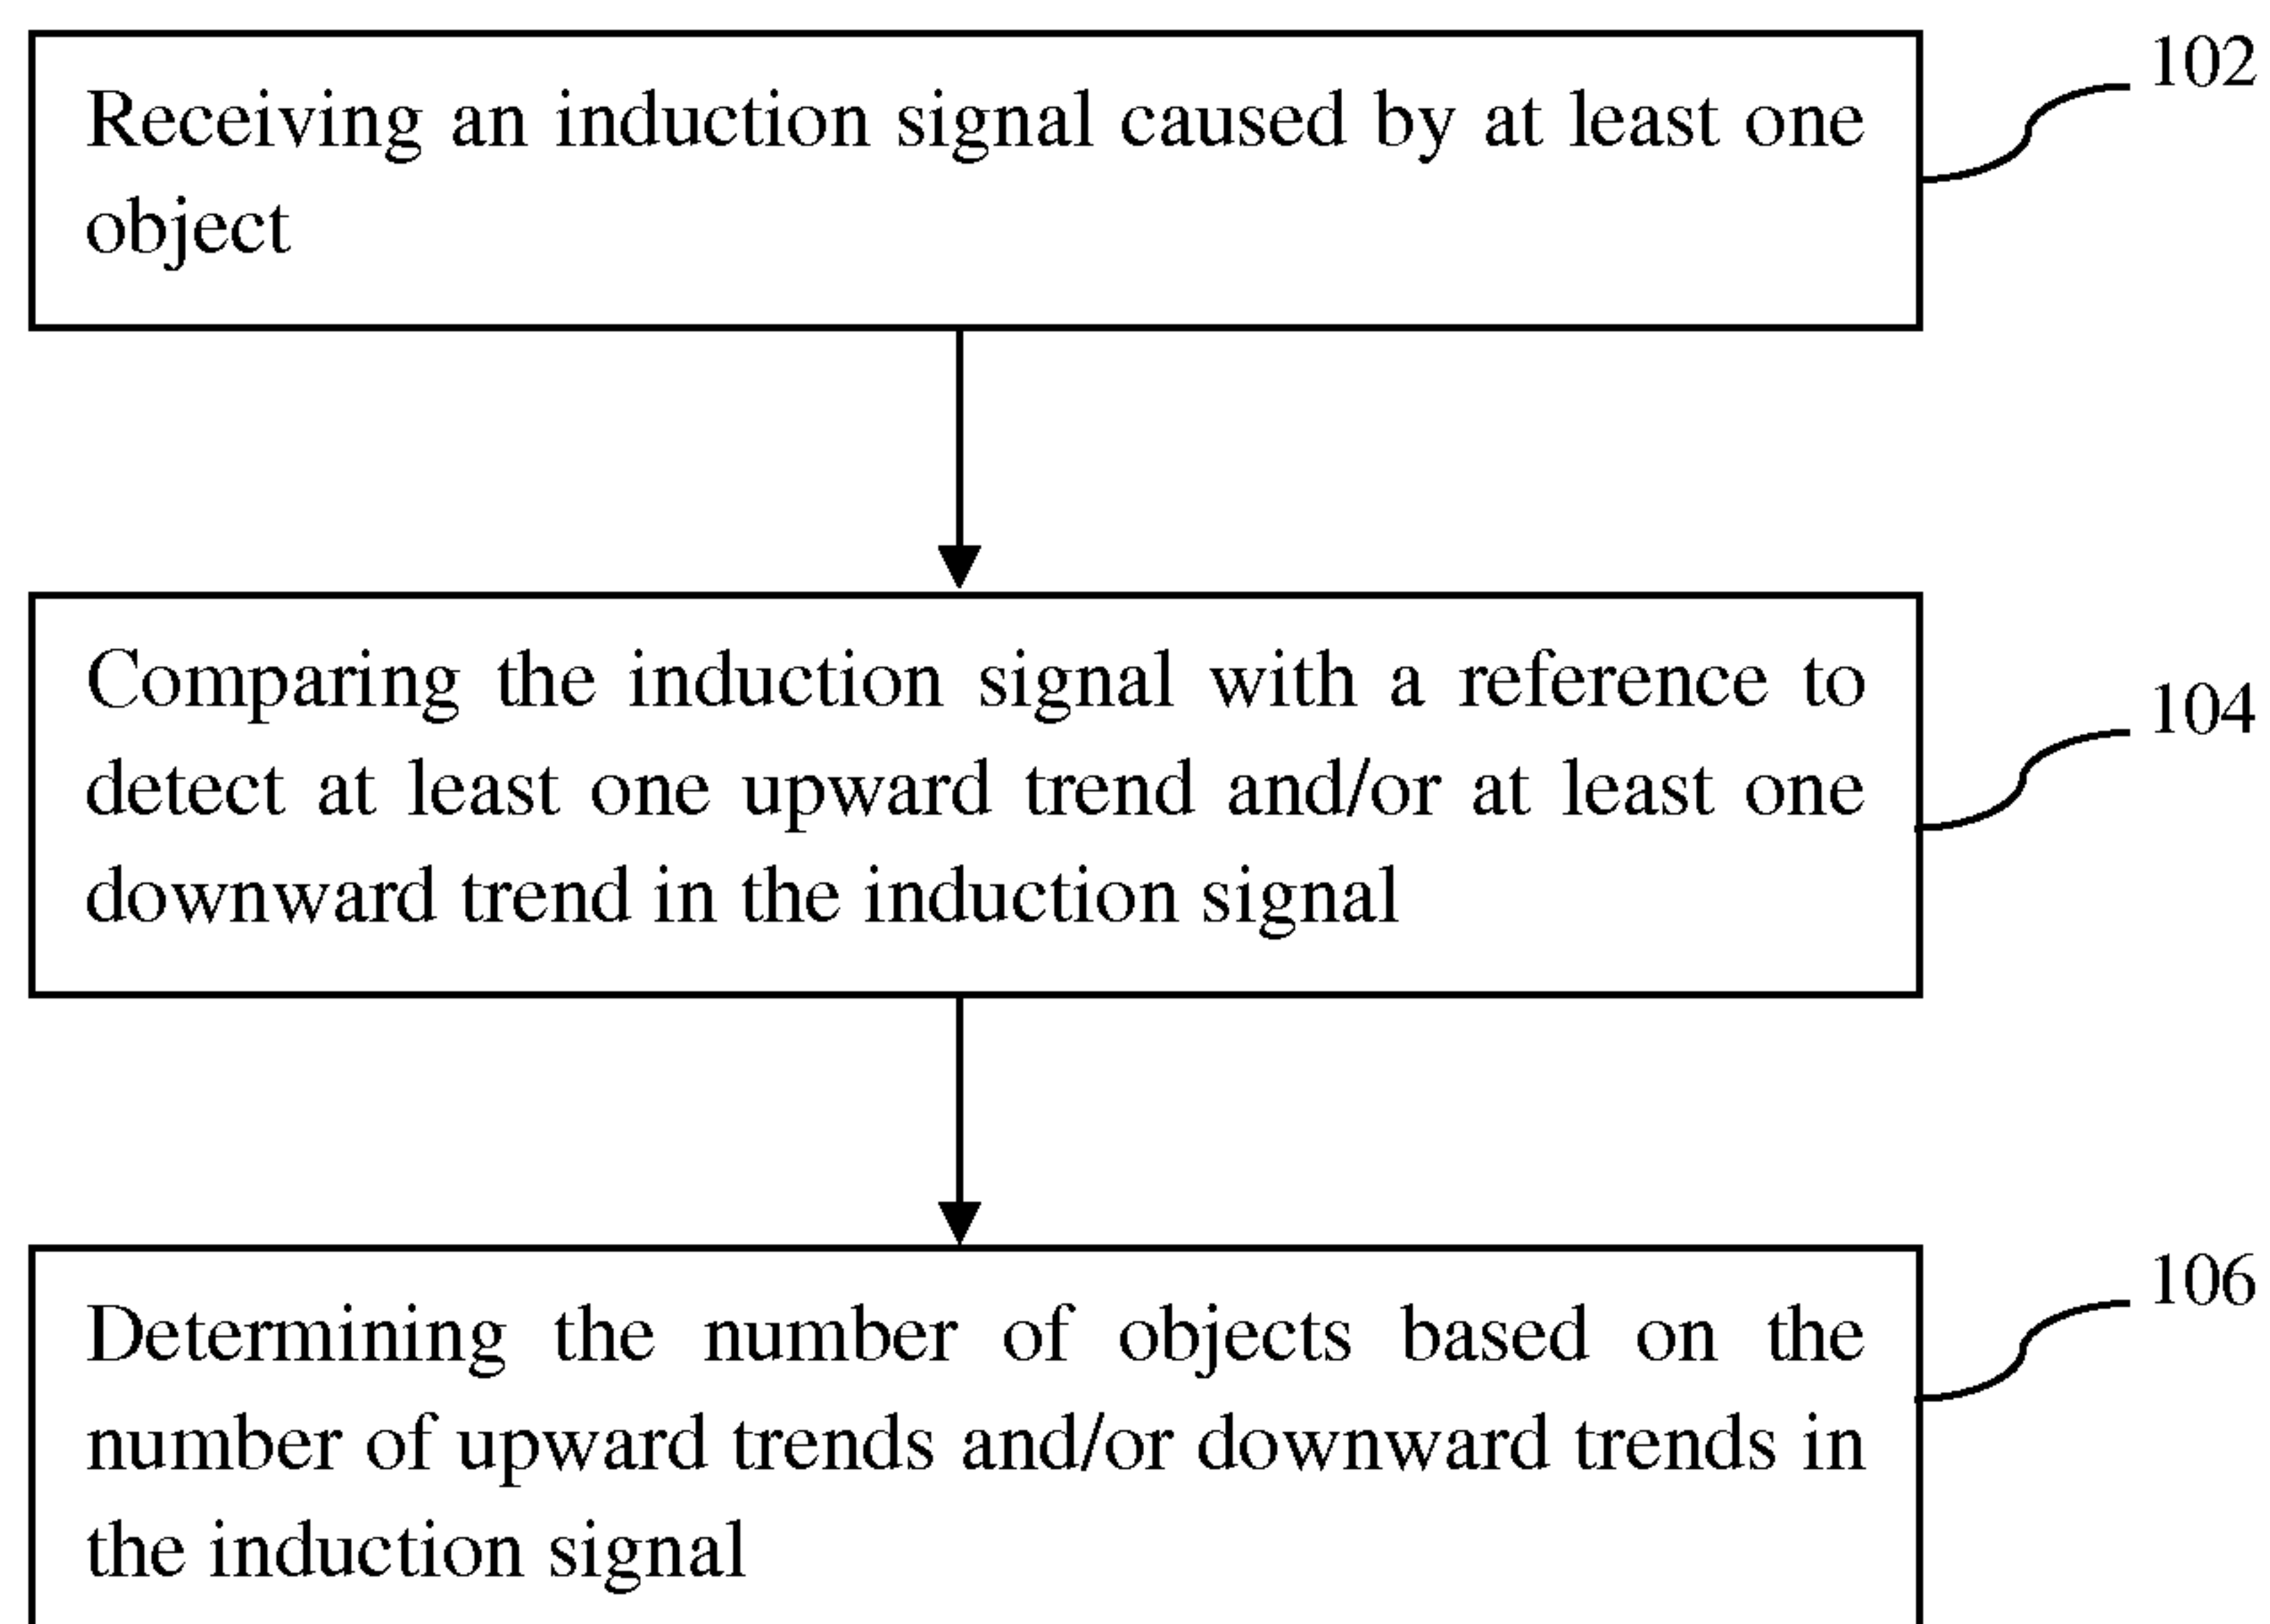 Receiving an induction signal caused by at least one
object
102
Comparing the induction signal with a reference to
detect at least one upward trend and/or at least one
downward trend in the induction signal
104
Determining the number of objects based on the
number of upward trends and/or downward trends in
the induction signal
106